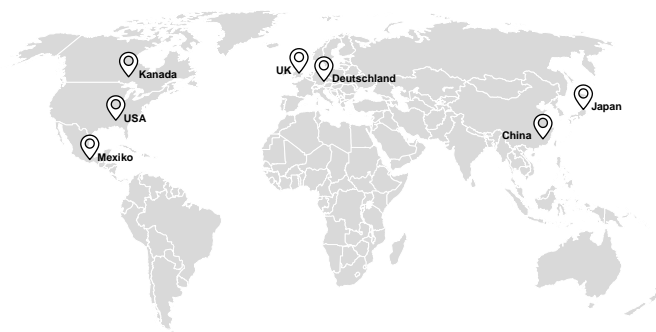 UK
Kanada
Deutschland
Japan
USA
China
Mexiko